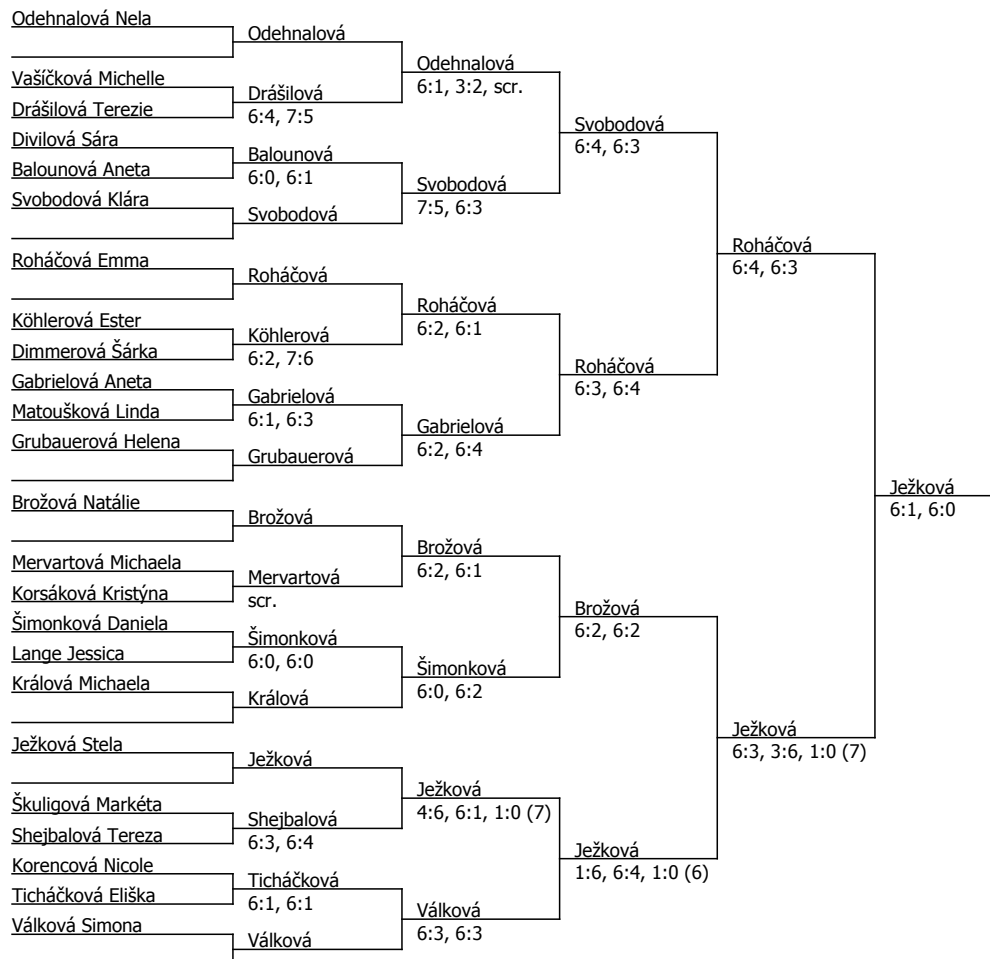 Odehnalová Nela
Odehnalová
Odehnalová
6:1, 3:2, scr.
Vašíčková Michelle
Drášilová
6:4, 7:5
Drášilová Terezie
Svobodová
6:4, 6:3
Divilová Sára
Balounová
6:0, 6:1
Balounová Aneta
Svobodová
7:5, 6:3
Svobodová Klára
Svobodová
Roháčová
6:4, 6:3
Roháčová Emma
Roháčová
Roháčová
6:2, 6:1
Köhlerová Ester
Köhlerová
6:2, 7:6
Dimmerová Šárka
Roháčová
6:3, 6:4
Gabrielová Aneta
Gabrielová
6:1, 6:3
Matoušková Linda
Gabrielová
6:2, 6:4
Grubauerová Helena
Grubauerová
Ježková
6:1, 6:0
Brožová Natálie
Brožová
Brožová
6:2, 6:1
Mervartová Michaela
Mervartová
scr.
Korsáková Kristýna
Brožová
6:2, 6:2
Šimonková Daniela
Šimonková
6:0, 6:0
Lange Jessica
Šimonková
6:0, 6:2
Králová Michaela
Králová
Ježková
6:3, 3:6, 1:0 (7)
Ježková Stela
Ježková
Ježková
4:6, 6:1, 1:0 (7)
Škuligová Markéta
Shejbalová
6:3, 6:4
Shejbalová Tereza
Ježková
1:6, 6:4, 1:0 (6)
Korencová Nicole
Ticháčková
6:1, 6:1
Ticháčková Eliška
Válková
6:3, 6:3
Válková Simona
Válková